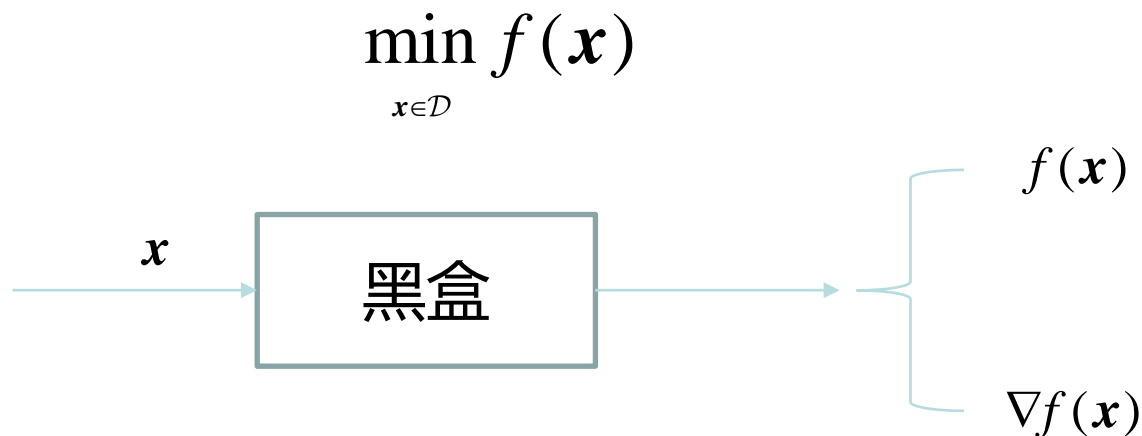 min f(x)
x∈𝒟
f(x)
x
黑盒
∇f(x)